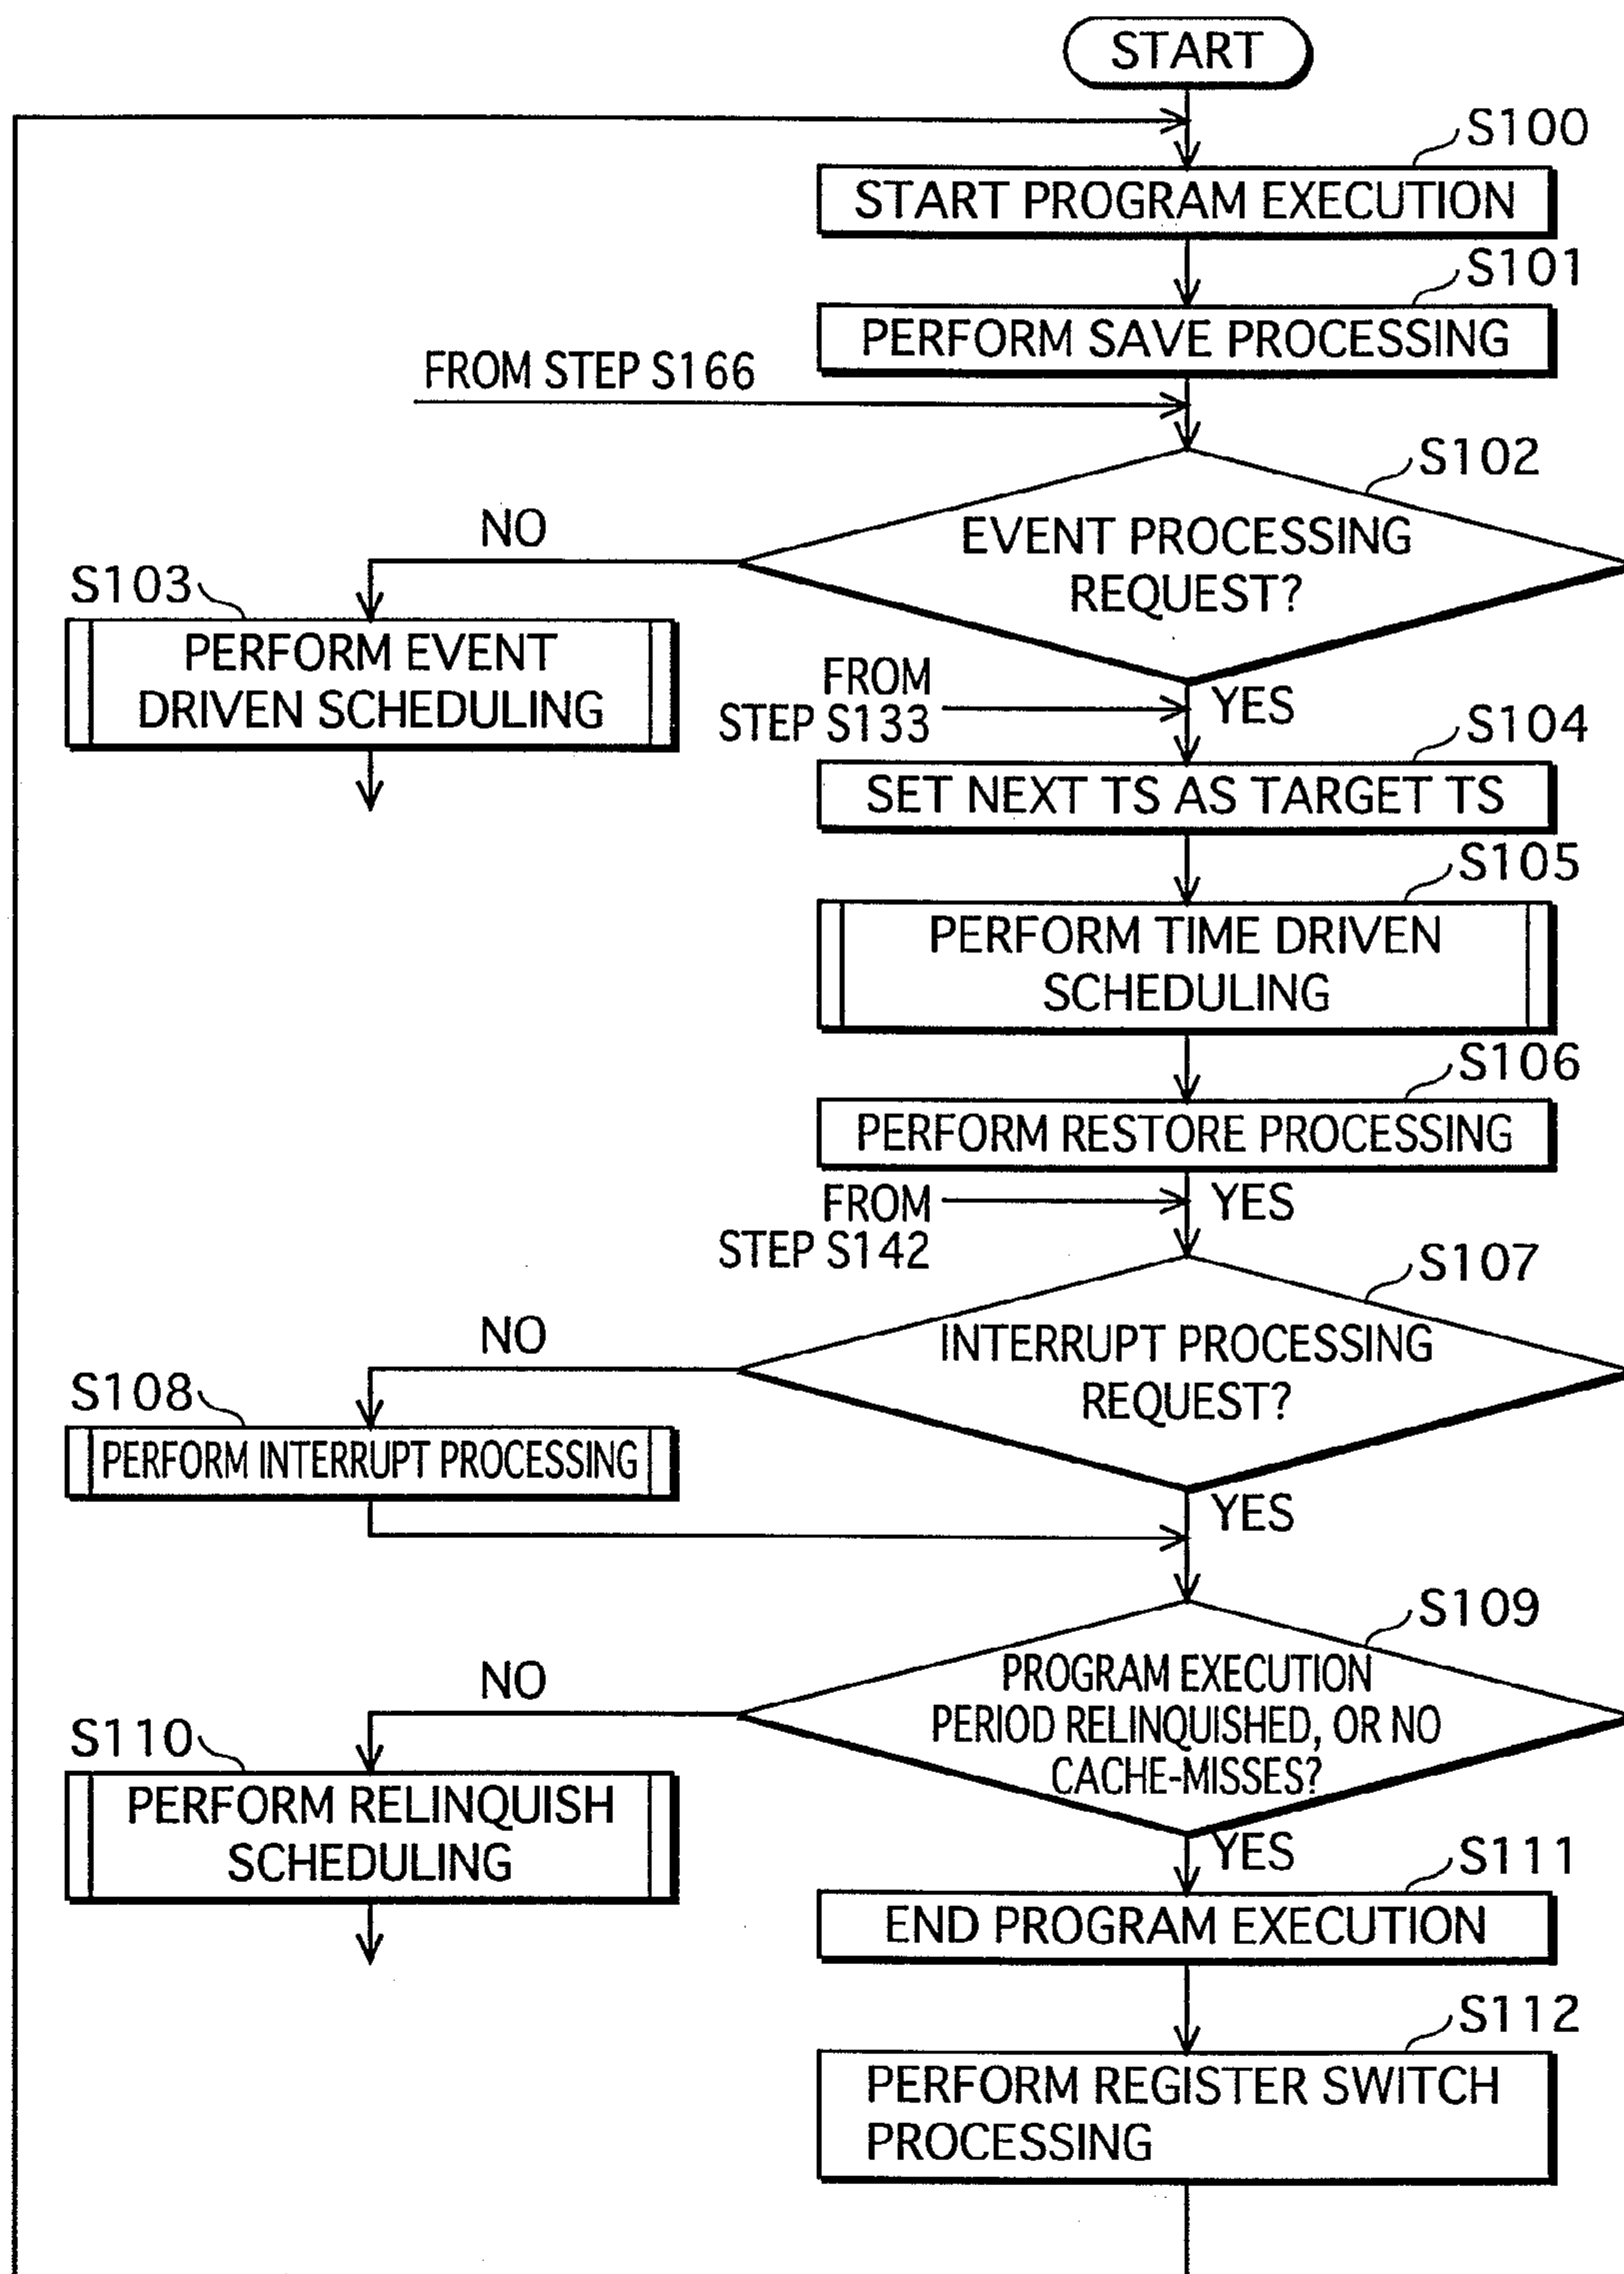 START
S100
START PROGRAM EXECUTION
S101
PERFORM SAVE PROCESSING
FROM STEP S166
S102
EVENT PROCESSING
REQUEST?
NO
S103
PERFORM EVENT
DRIVEN SCHEDULING
FROM
STEP S133
YES
S104
SET NEXT TS AS TARGET TS
S105
PERFORM TIME DRIVEN
SCHEDULING
S106
PERFORM RESTORE PROCESSING
FROM
STEP S142
YES
S107
INTERRUPT PROCESSING
REQUEST?
NO
S108
PERFORM INTERRUPT PROCESSING
YES
S109
PROGRAM EXECUTION
PERIOD RELINQUISHED, OR NO
CACHE-MISSES?
NO
S110
PERFORM RELINQUISH
SCHEDULING
YES
S111
END PROGRAM EXECUTION
S112
PERFORM REGISTER SWITCH
PROCESSING